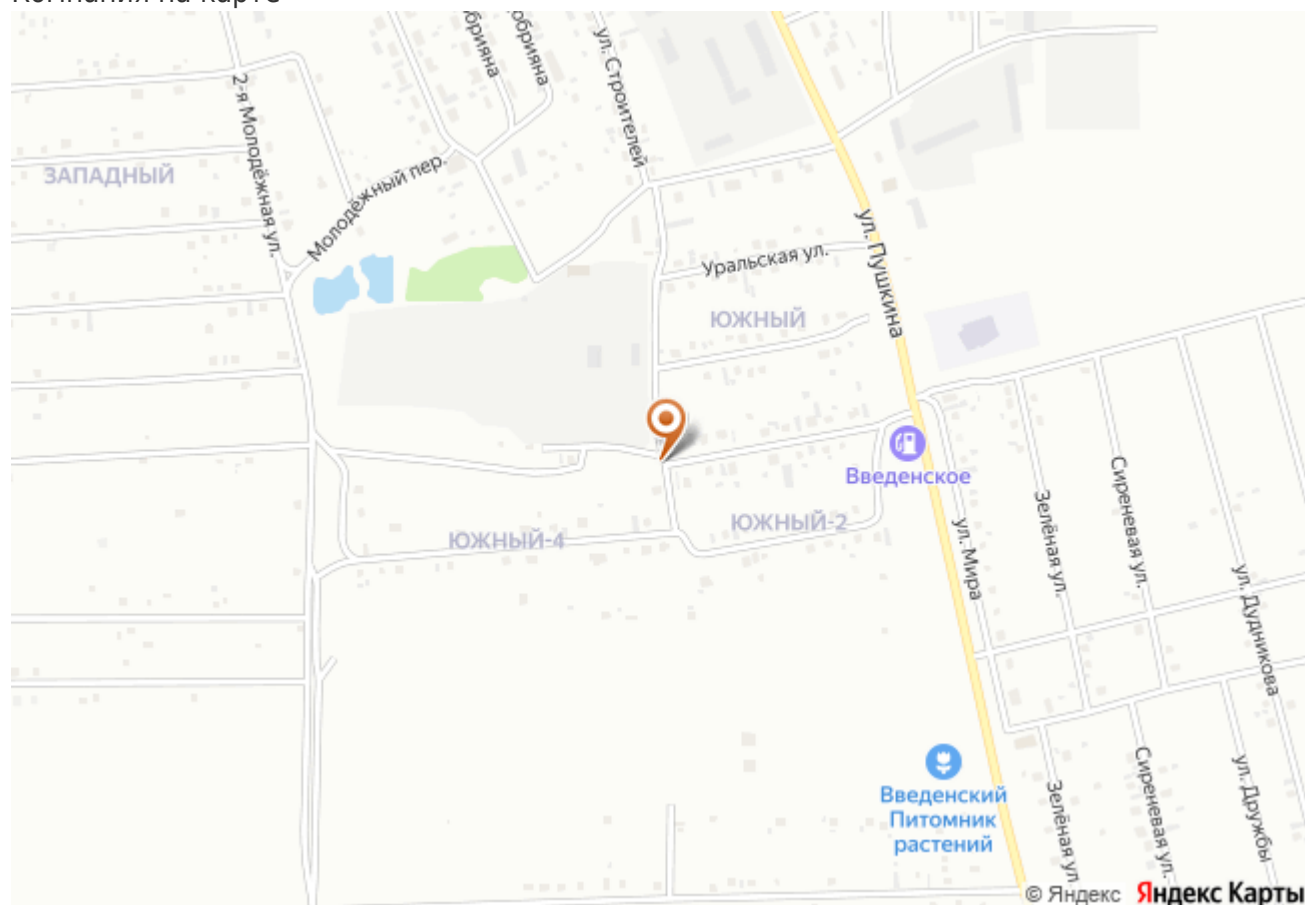 обрияна
обрияна
ул. Строителей
2-я Молодёжная ул.
ЗАПАДНЫЙ
Молодёжный пер.
ул. Пушкина
Уральская ул.
ЮЖНЫЙ
Введенское
ЮЖНЫЙ-2
ЮЖНЫЙ-4
ул. Мира
Зелёная ул.
Сиреневая ул.
ул. Дудникова
Введенский
Питомник
растений
Зелёная ул
Сиреневая ул.
ул. Дружбы
© Яндекс Яндекс Карты